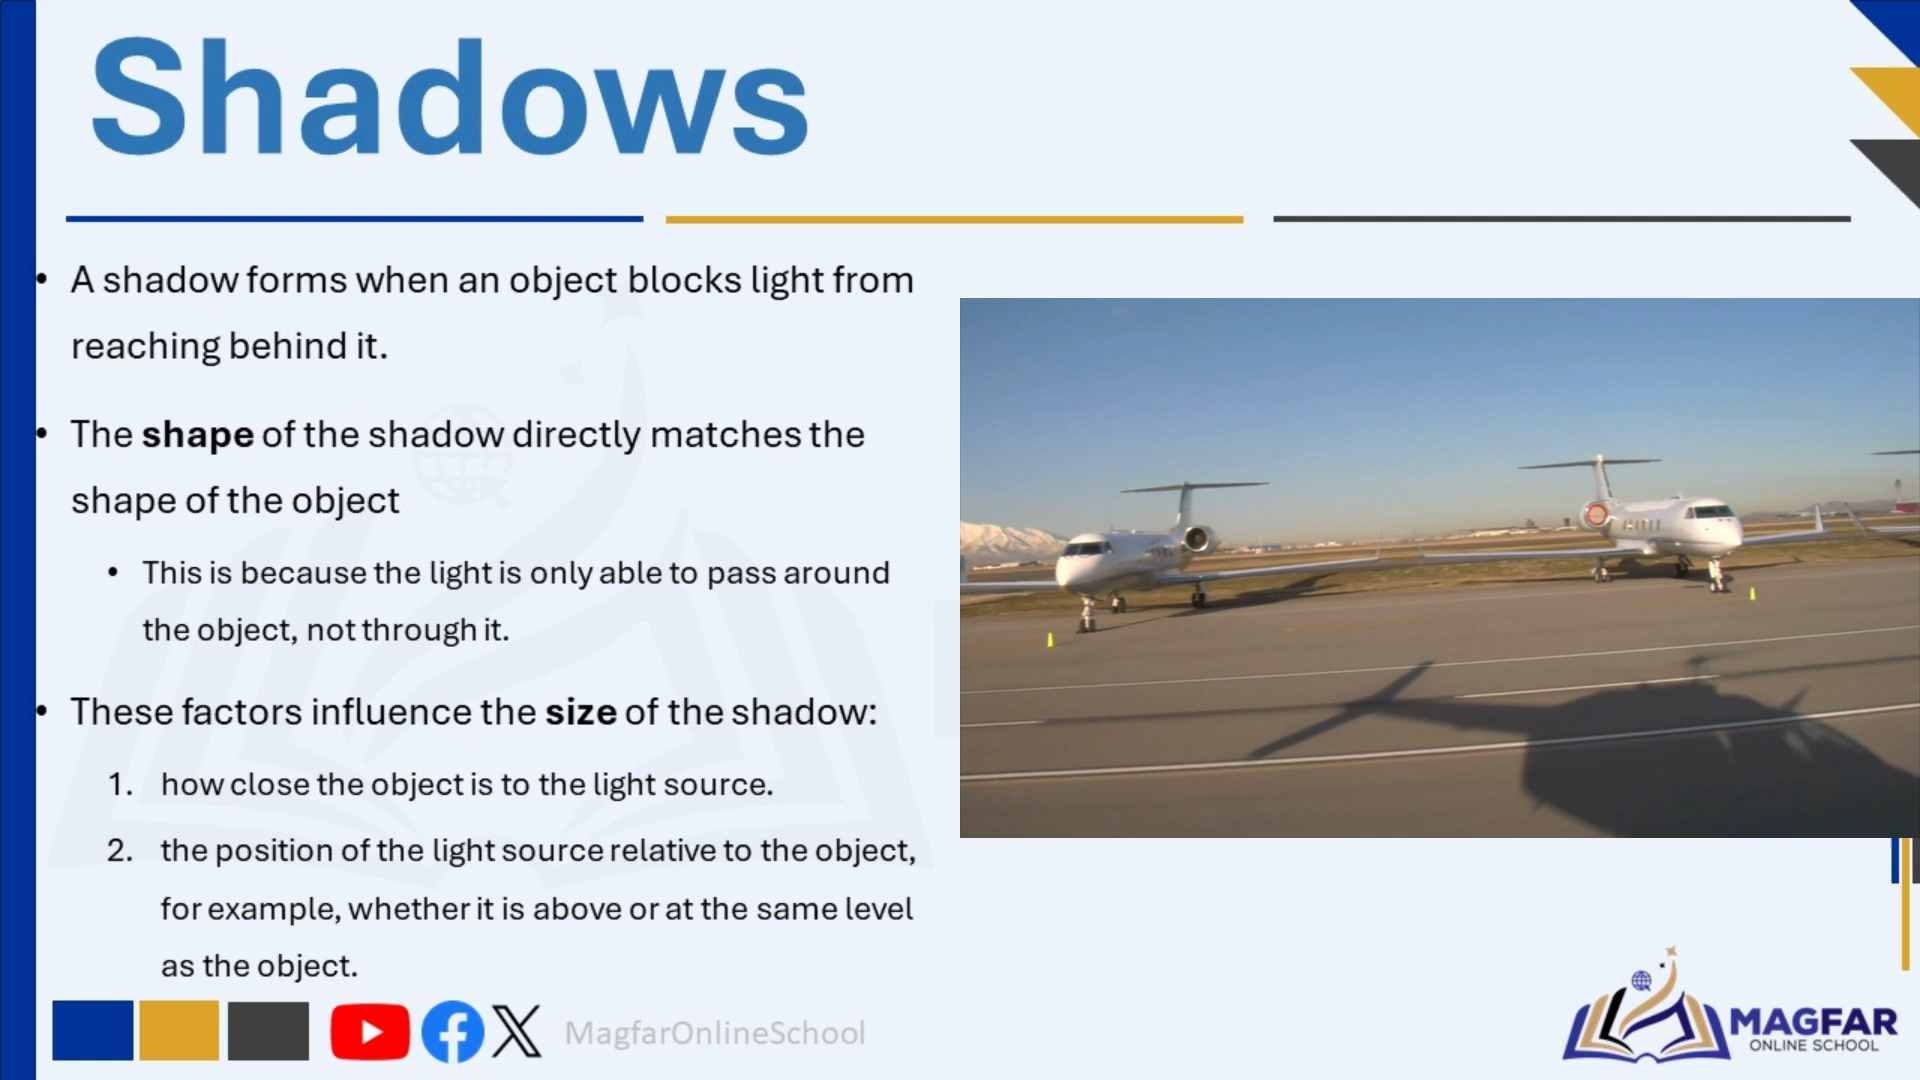 Shadows
• A shadow forms when an object blocks light from
reaching behind it.
• The shape of the shadow directly matches the
shape of the object
• This is because the light is only able to pass around
the object, not through it.
• These factors influence the size of the shadow:
1. how close the object is to the light source.
2. the position of the light source relative to the object,
for example, whether it is above or at the same level
as the object.
MagfarOnlineSchool
MAGFAR
ONLINE SCHOOL